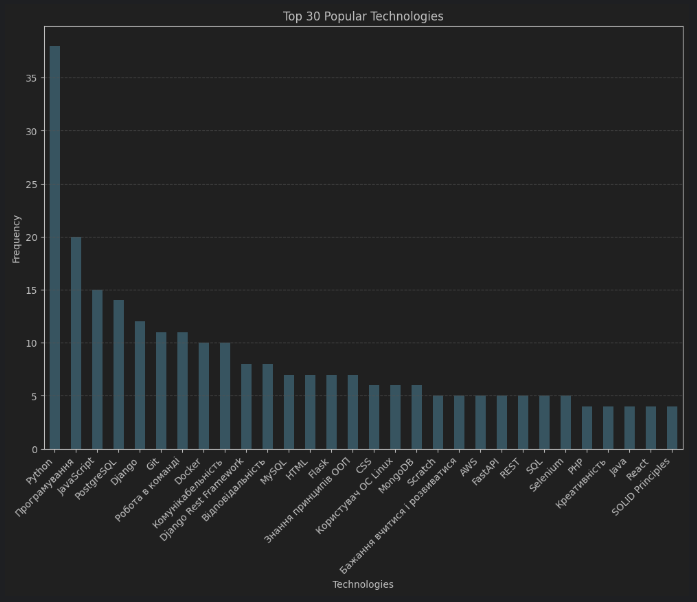 Top 30 Popular Technologies
Frequency
35
30
25
20
15
10
5
0
Python
Програмування
JavaScript
PostgreSQL
Django
Git
Робота в команді
Docker
Комунікабельність
Django Rest Framework
Відповідальність
MySQL
HTML
Flask
Знання принципів ООП
CSS
Користувач ОС Linux
MongoDB
Scratch
Бажання вчитися і розвиватися
AWS
FastAPI
REST
SQL
Selenium
PHP
Креативність
Java
React
SOLID Principles
Technologies